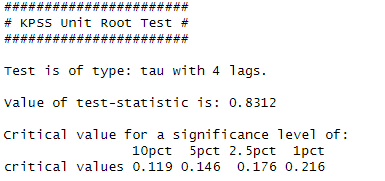 #######################
# KPSS Unit Root Test #
#######################
Test is of type: tau with 4 lags.
Value of test-statistic is: 0.8312
Critical value for a significance level of:
10pct 5pct 2.5pct 1pct
critical values 0.119 0.146 0.176 0.216